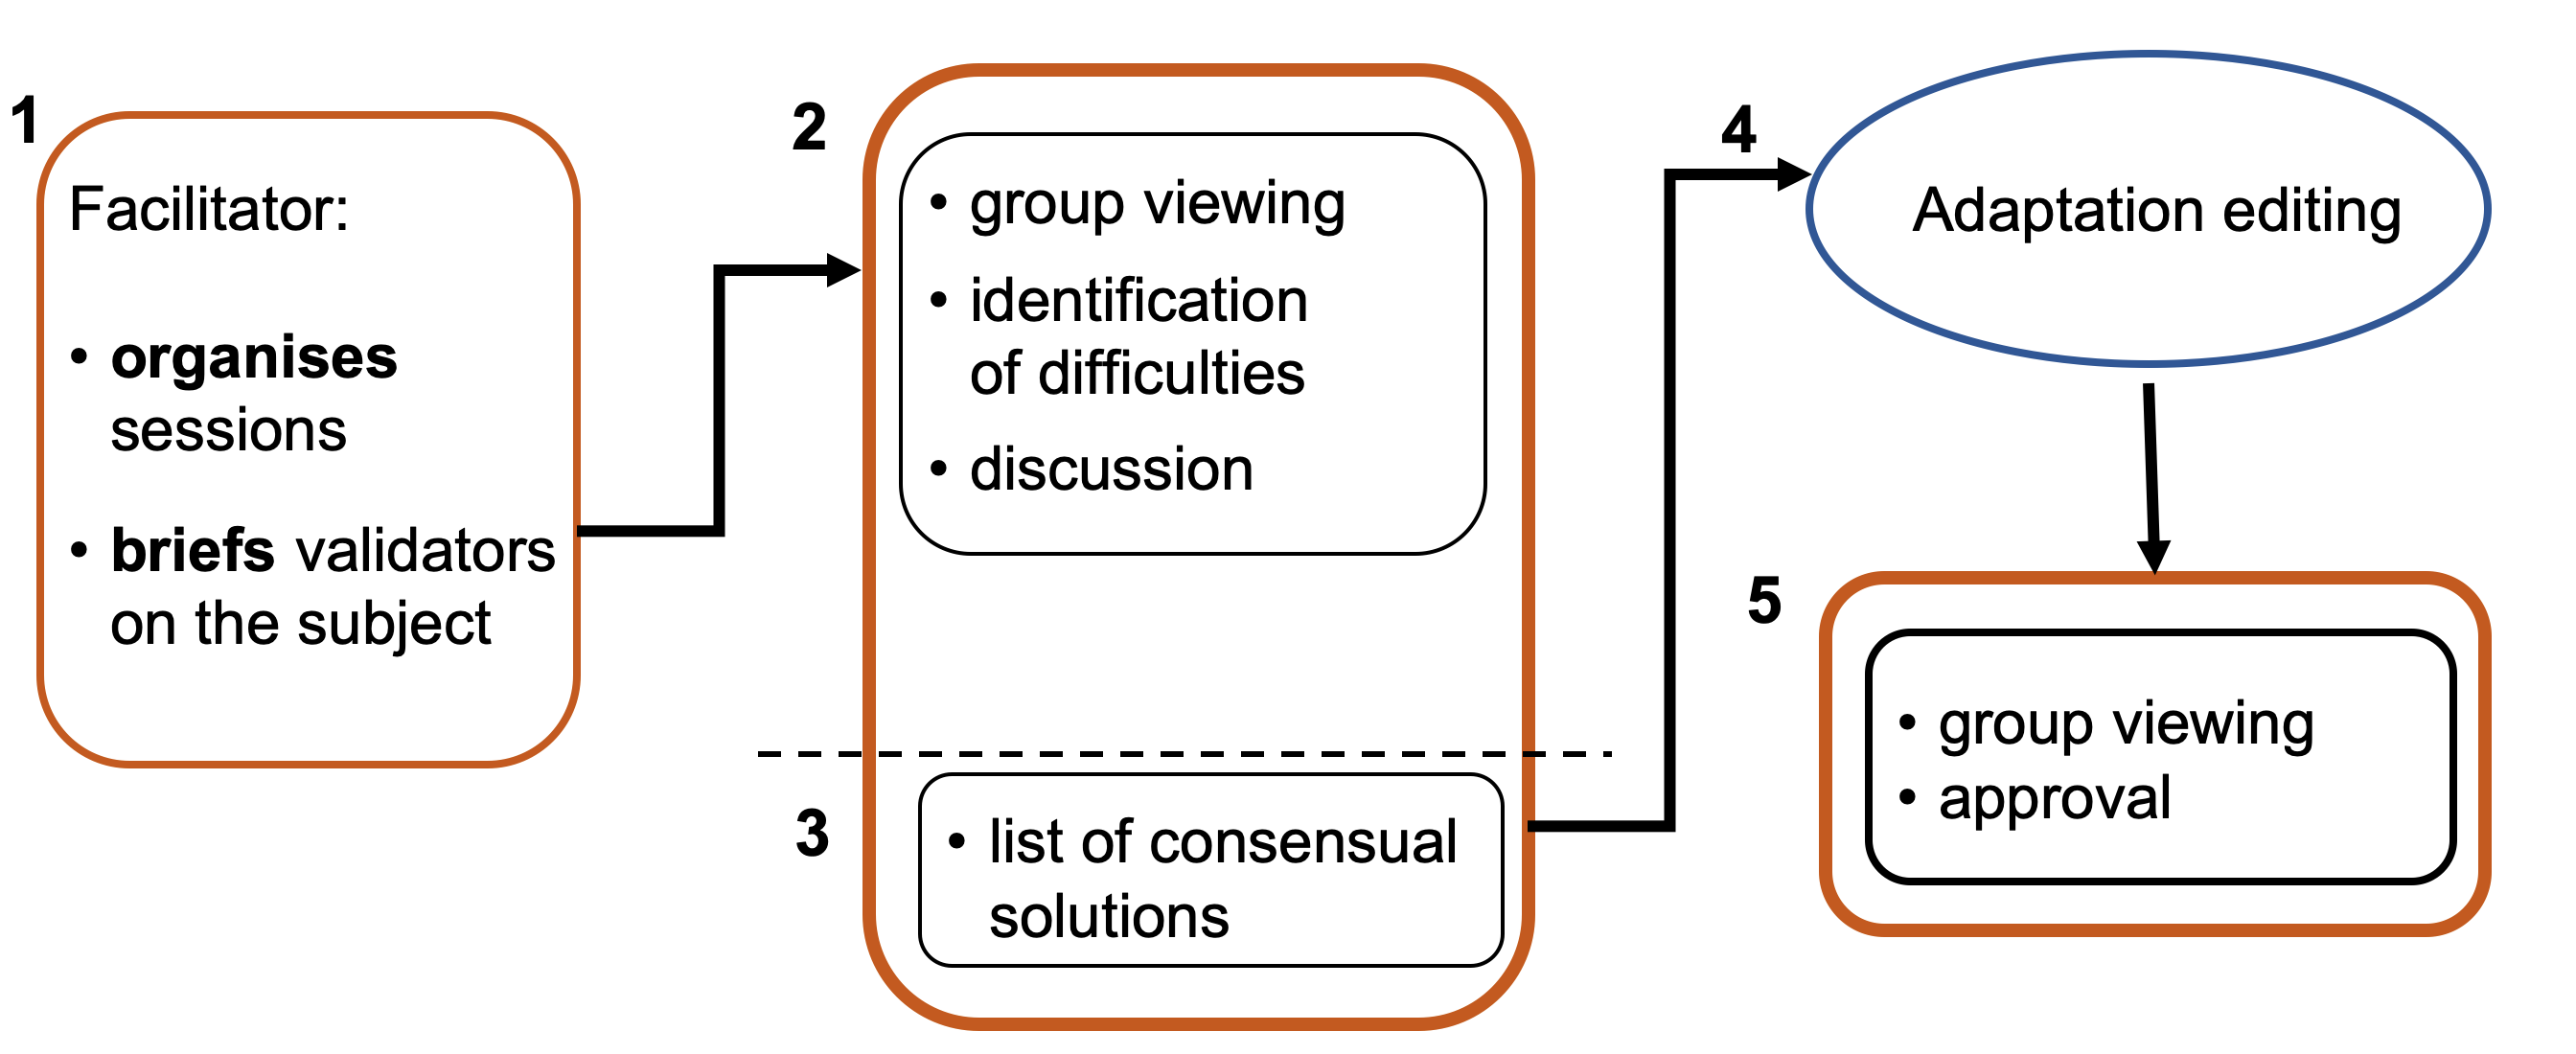 1
Facilitator:
• organises
sessions
• briefs validators
on the subject
2
• group viewing
• identification
of difficulties
• discussion
3
• list of consensual
solutions
4
Adaptation editing
5
• group viewing
• approval